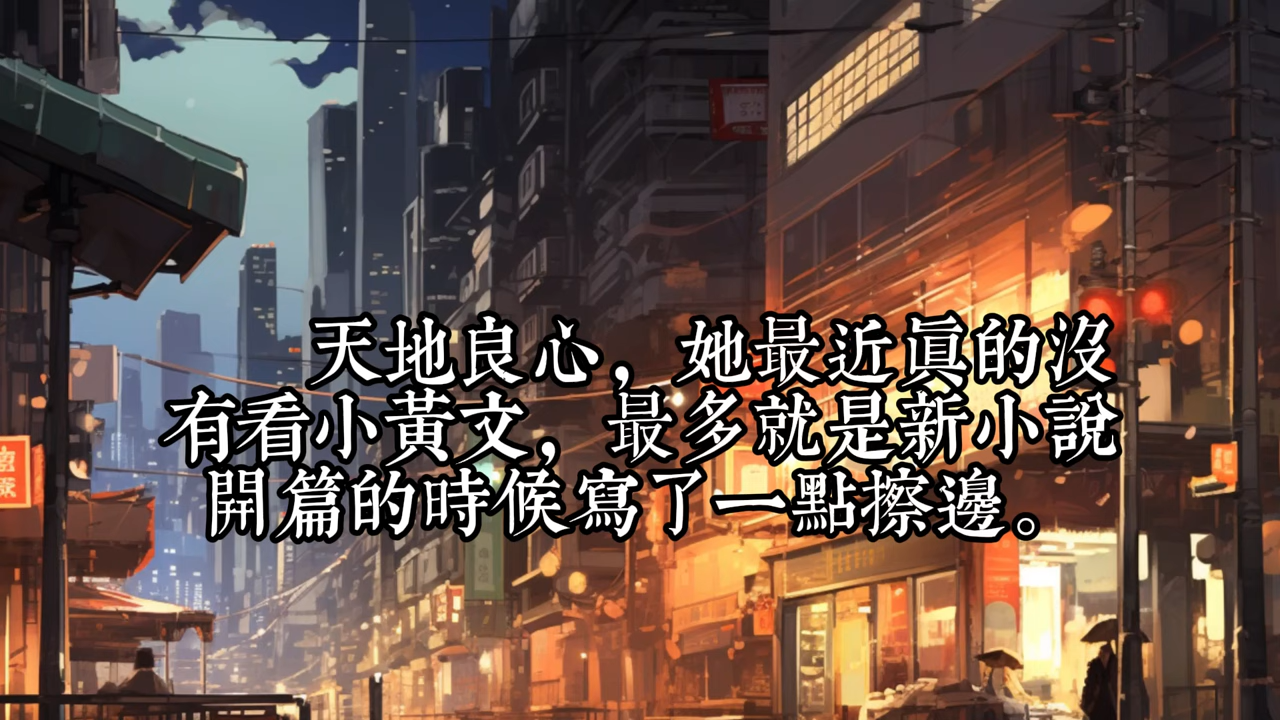 天地良心，她最近眞的沒
有看小黃文，最多就是新小說
開篇的時候寫了一點擦邊。